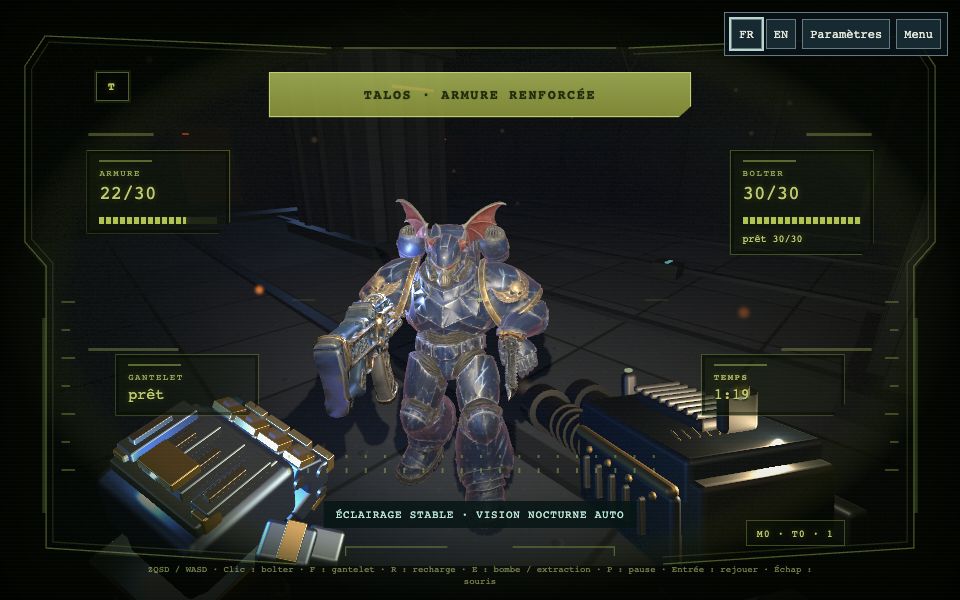 FR EN Paramètres Menu
T
TALOS · ARMURE RENFORCÉE
ARMURE
22/30
BOLTER
30/30
prêt 30/30
GANTELET
prêt
TEMPS
1:19
ÉCLAIRAGE STABLE · VISION NOCTURNE AUTO
M0 · T0 · 1
ZQSD / WASD · Clic : bolter · F : gantelet · R : recharge · E : bombe / extraction · P : pause · Entrée : rejouer · Échap :
souris